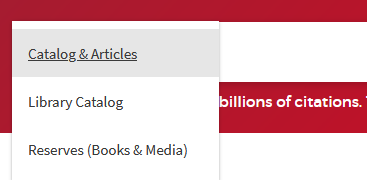 Catalog & Articles
Library Catalog
billions of citations.
Reserves (Books & Media)